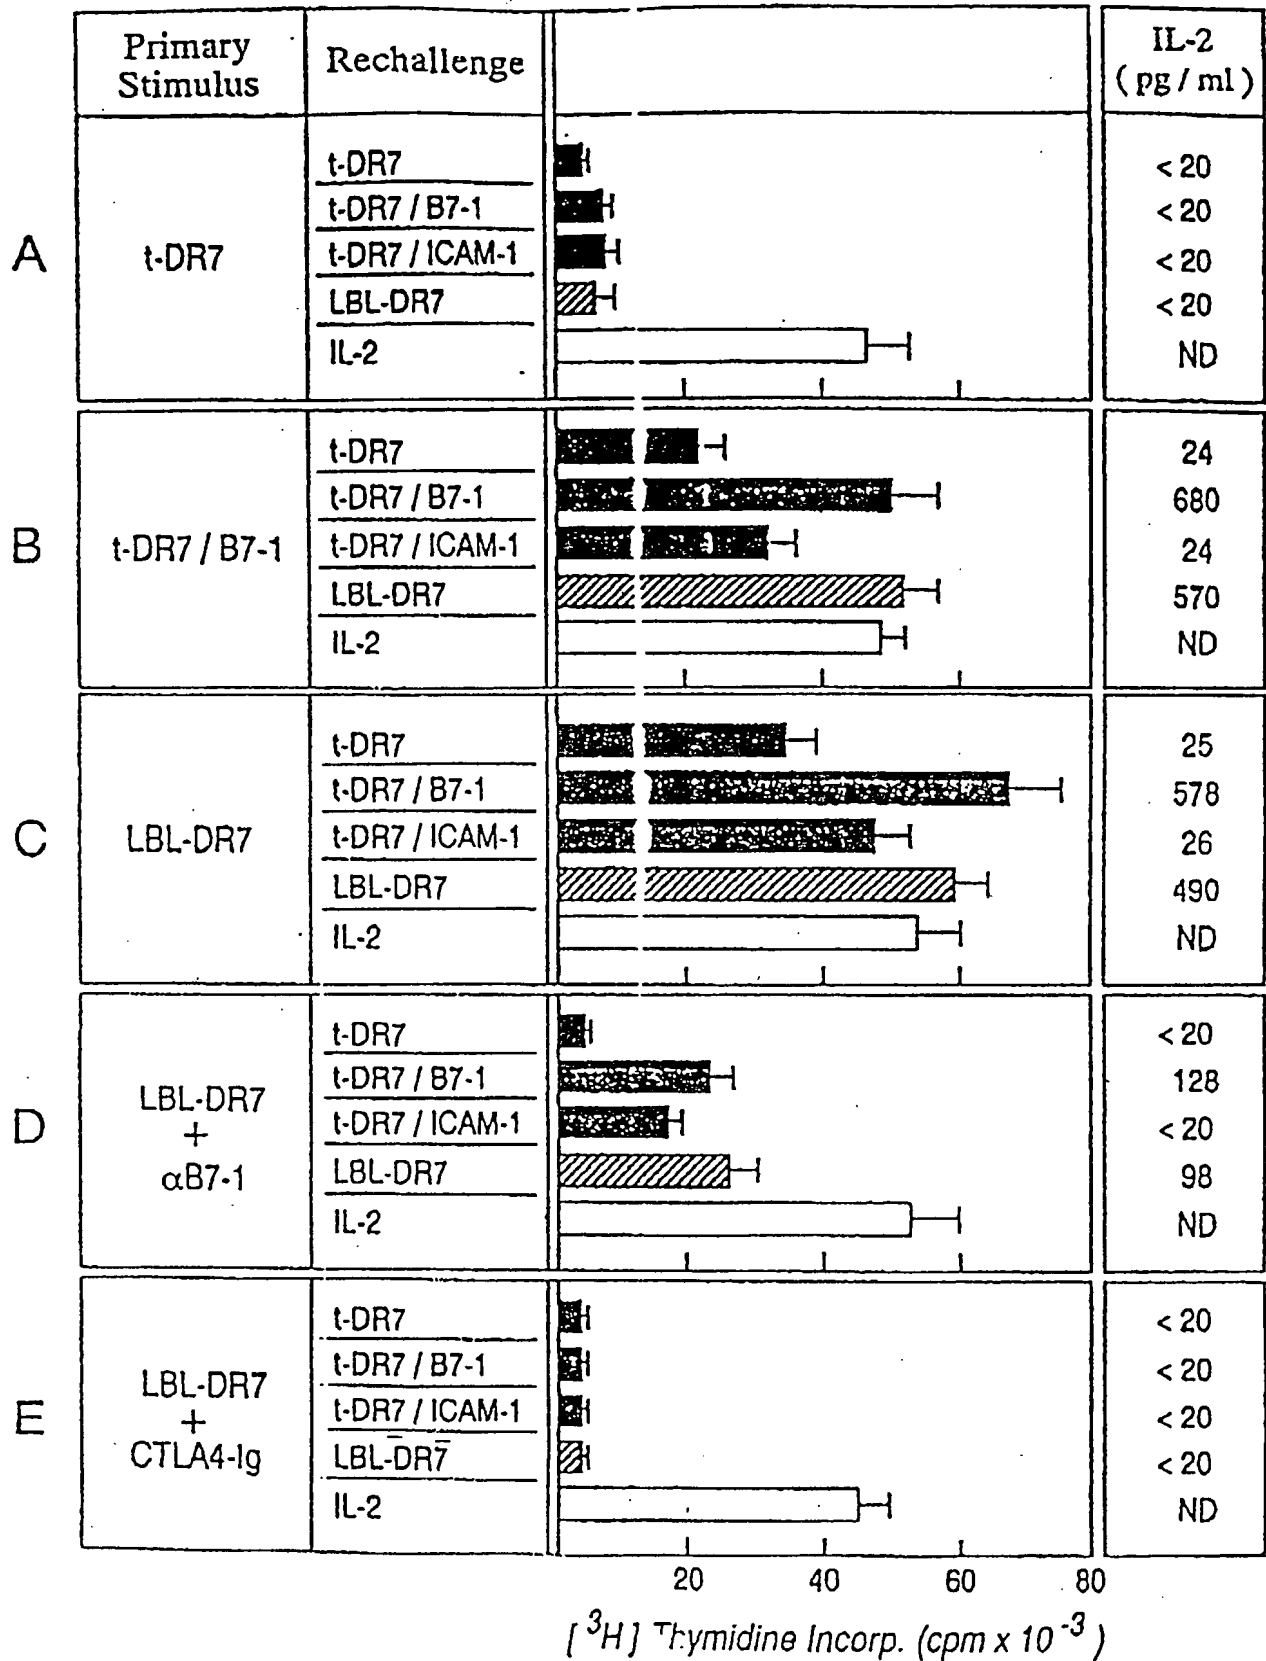 Primary Stimulus
Rechallenge
IL-2 (pg / ml)
A
t-DR7
t-DR7 < 20
t-DR7 / B7-1 < 20
t-DR7 / ICAM-1 < 20
LBL-DR7 < 20
IL-2 ND
B
t-DR7 / B7-1
t-DR7 24
t-DR7 / B7-1 680
t-DR7 / ICAM-1 24
LBL-DR7 570
IL-2 ND
C
LBL-DR7
t-DR7 25
t-DR7 / B7-1 578
t-DR7 / ICAM-1 26
LBL-DR7 490
IL-2 ND
D
LBL-DR7
+
αB7-1
t-DR7 < 20
t-DR7 / B7-1 128
t-DR7 / ICAM-1 < 20
LBL-DR7 98
IL-2 ND
E
LBL-DR7
+
CTLA4-Ig
t-DR7 < 20
t-DR7 / B7-1 < 20
t-DR7 / ICAM-1 < 20
LBL-DR7 < 20
IL-2 ND
20 40 60 80
[³H] Thymidine Incorp. (cpm x 10⁻³)